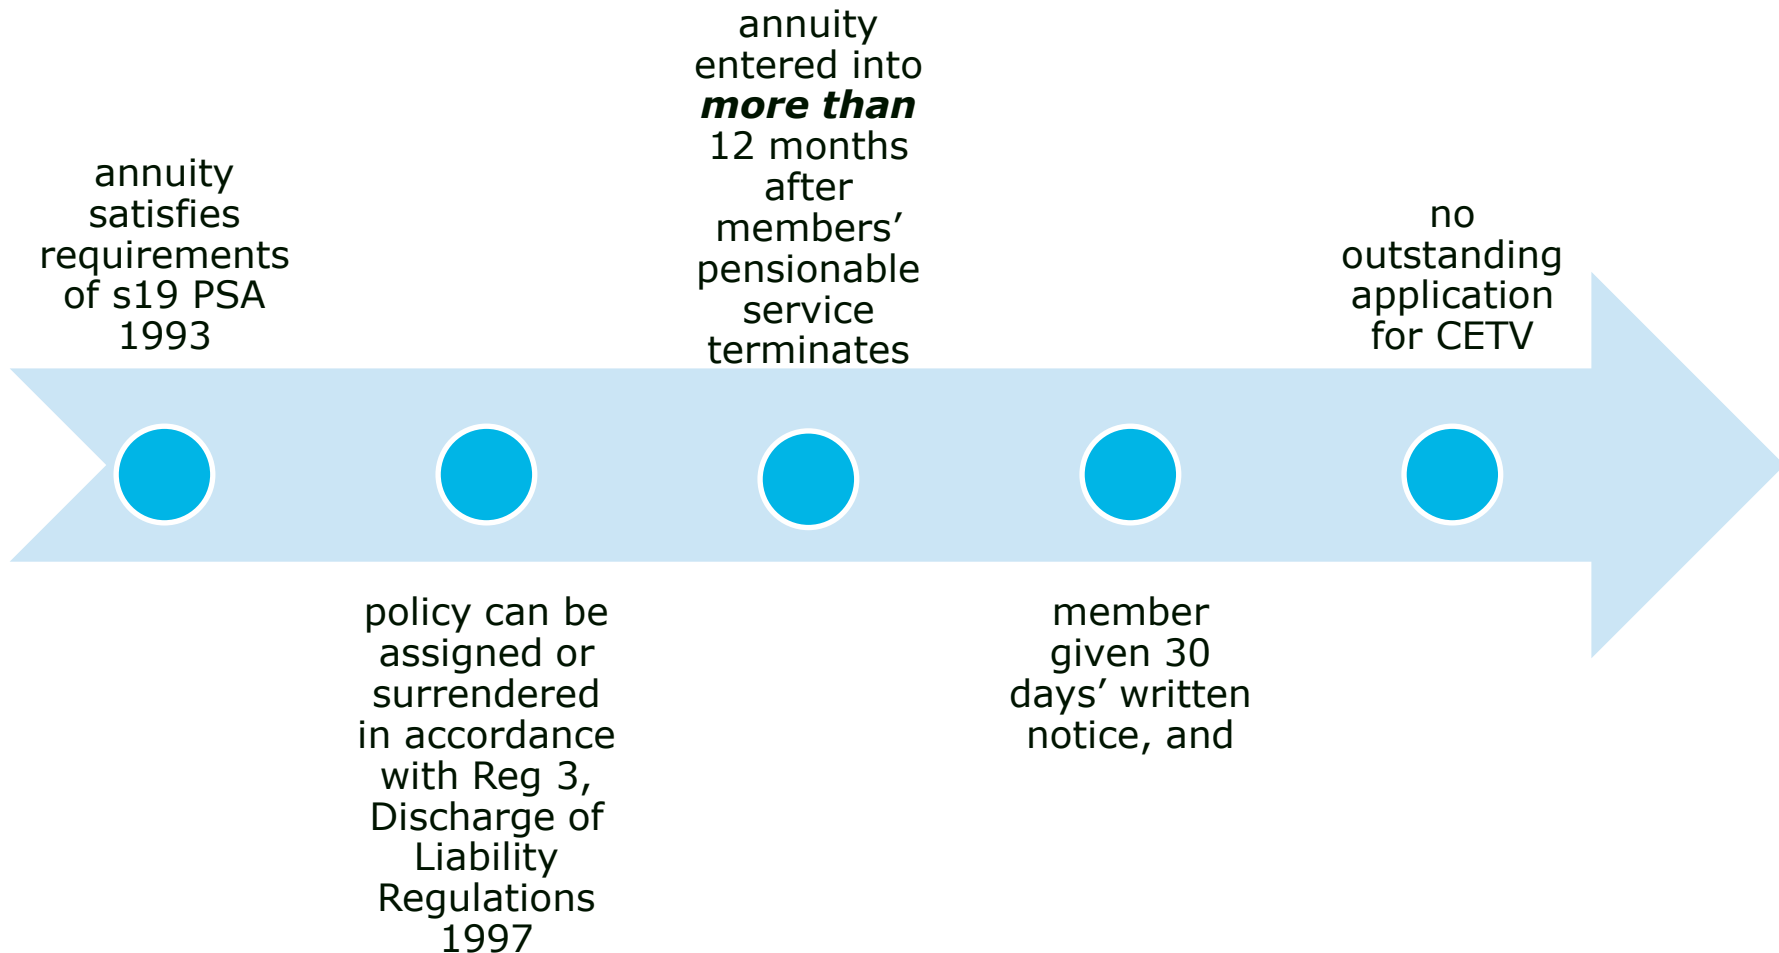 annuity
satisfies
requirements
of s19 PSA
1993
policy can be
assigned or
surrendered
in accordance
with Reg 3,
Discharge of
Liability
Regulations
1997
annuity
entered into
more than
12 months
after
members’
pensionable
service
terminates
member
given 30
days’ written
notice, and
no
outstanding
application
for CETV